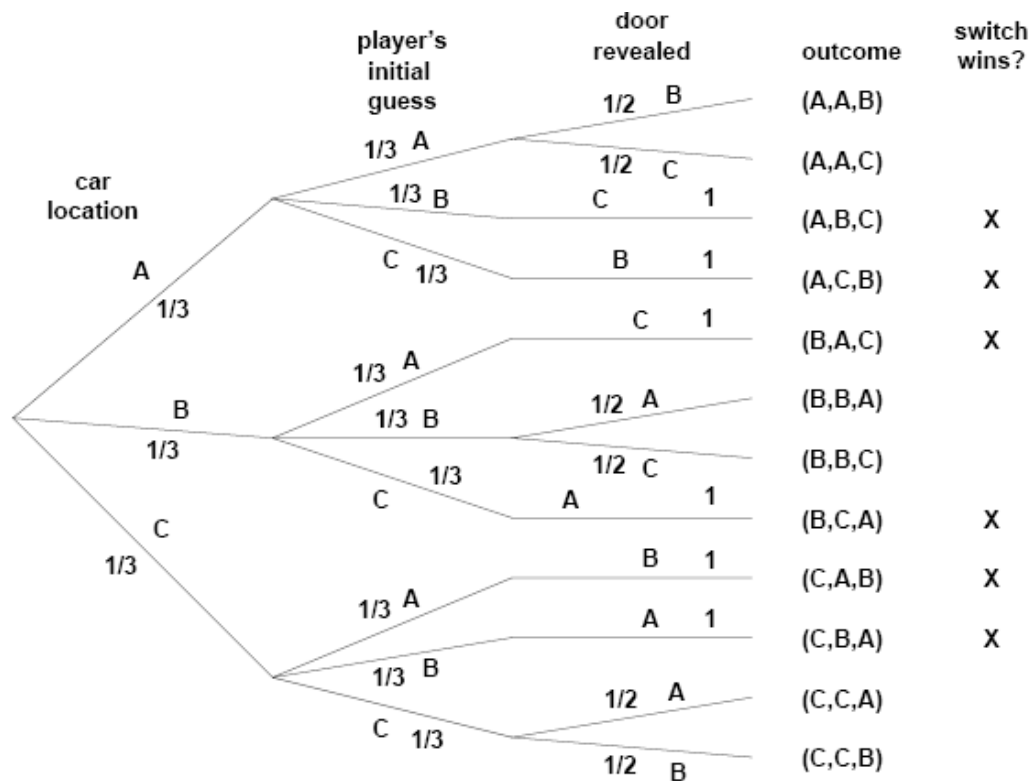 door
revealed
switch
wins?
player's
initial
guess
outcome
car
location
1/2 B (A,A,B)
1/3 A
1/2 C (A,A,C)
1/3 B C 1 (A,B,C) X
C 1/3 B 1 (A,C,B) X
A
1/3
C 1 (B,A,C) X
1/3 A
1/2 A (B,B,A)
B 1/3 B
1/3
1/2 C (B,B,C)
1/3
C A 1 (B,C,A) X
C
1/3
B 1 (C,A,B) X
1/3 A
A 1 (C,B,A) X
1/3 B
1/2 A (C,C,A)
C 1/3
1/2 B (C,C,B)